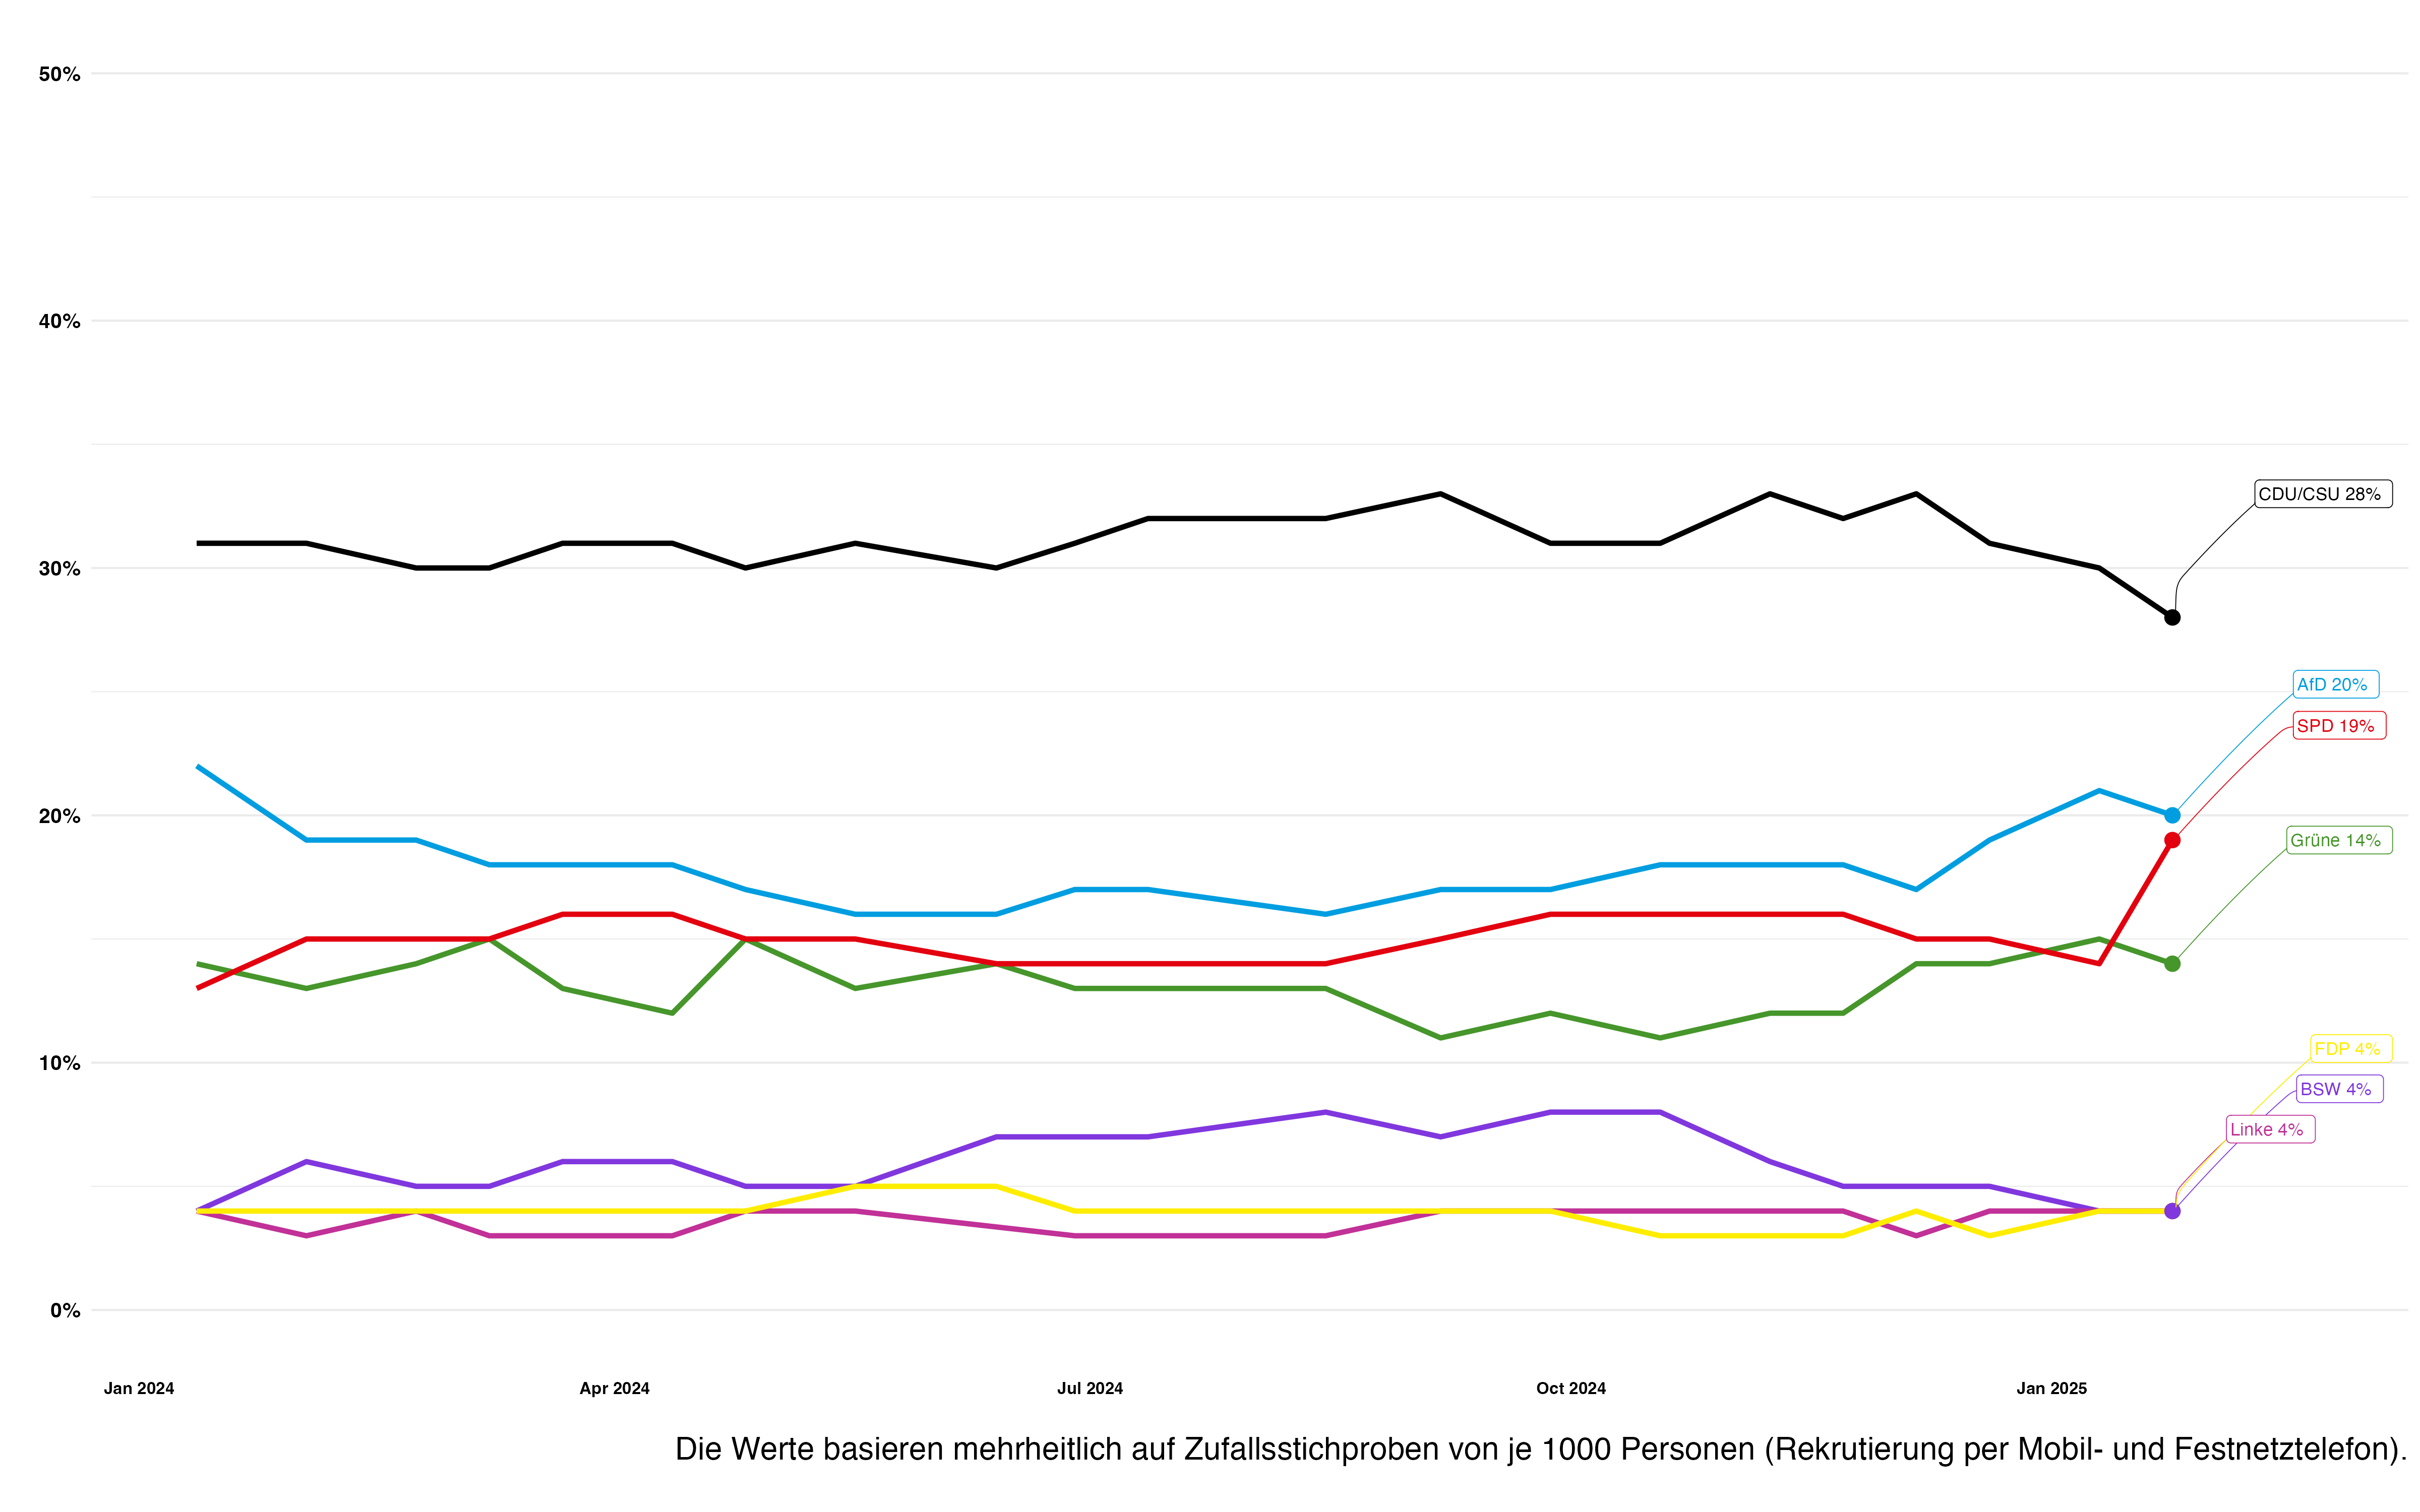 50%
40%
30%
20%
10%
0%
CDU/CSU 28%
AfD 20%
SPD 19%
Grüne 14%
FDP 4%
BSW 4%
Linke 4%
Jan 2024
Apr 2024
Jul 2024
Oct 2024
Jan 2025
Die Werte basieren mehrheitlich auf Zufallsstichproben von je 1000 Personen (Rekrutierung per Mobil- und Festnetztelefon).